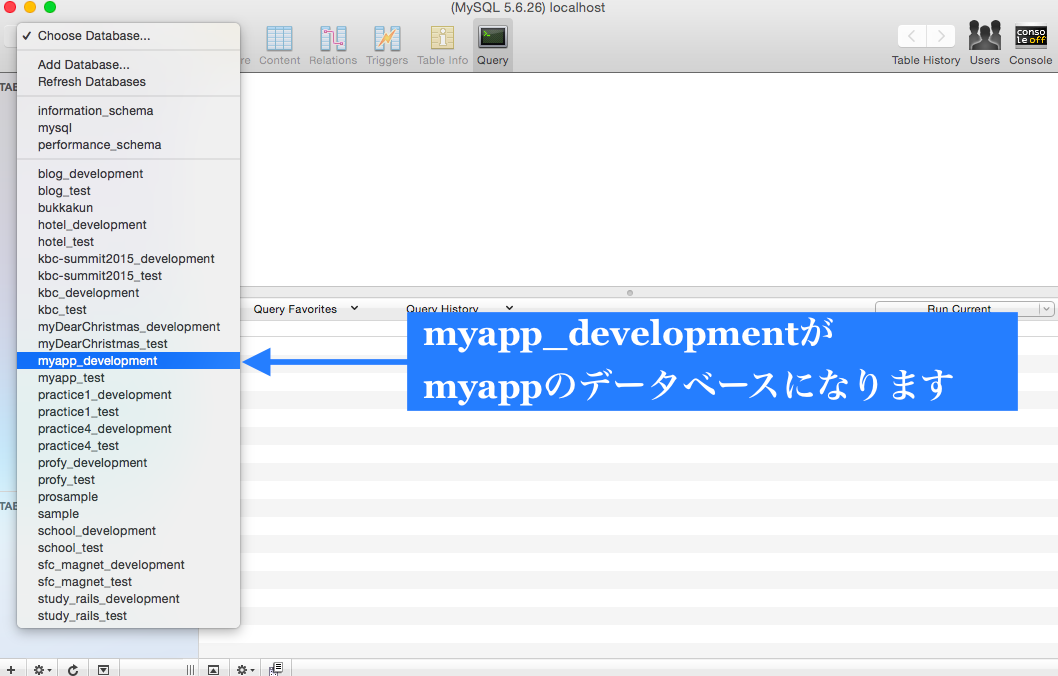 (MySQL 5.6.26) localhost
✓ Choose Database...
Add Database...
Refresh Databases
information_schema
mysql
performance_schema
blog_development
blog_test
bukkakun
hotel_development
hotel_test
kbc-summit2015_development
kbc-summit2015_test
kbc_development
kbc_test
myDearChristmas_development
myDearChristmas_test
myapp_development
myapp_test
practice1_development
practice1_test
practice4_development
practice4_test
profy_development
profy_test
prosample
sample
school_development
school_test
sfc_magnet_development
sfc_magnet_test
study_rails_development
study_rails_test
re Content Relations Triggers Table Info Query
Table History Users Console
conso
le off
TAB
TAB
Query Favorites Query History Run Current
myapp_developmentが
myappのデータベースになります